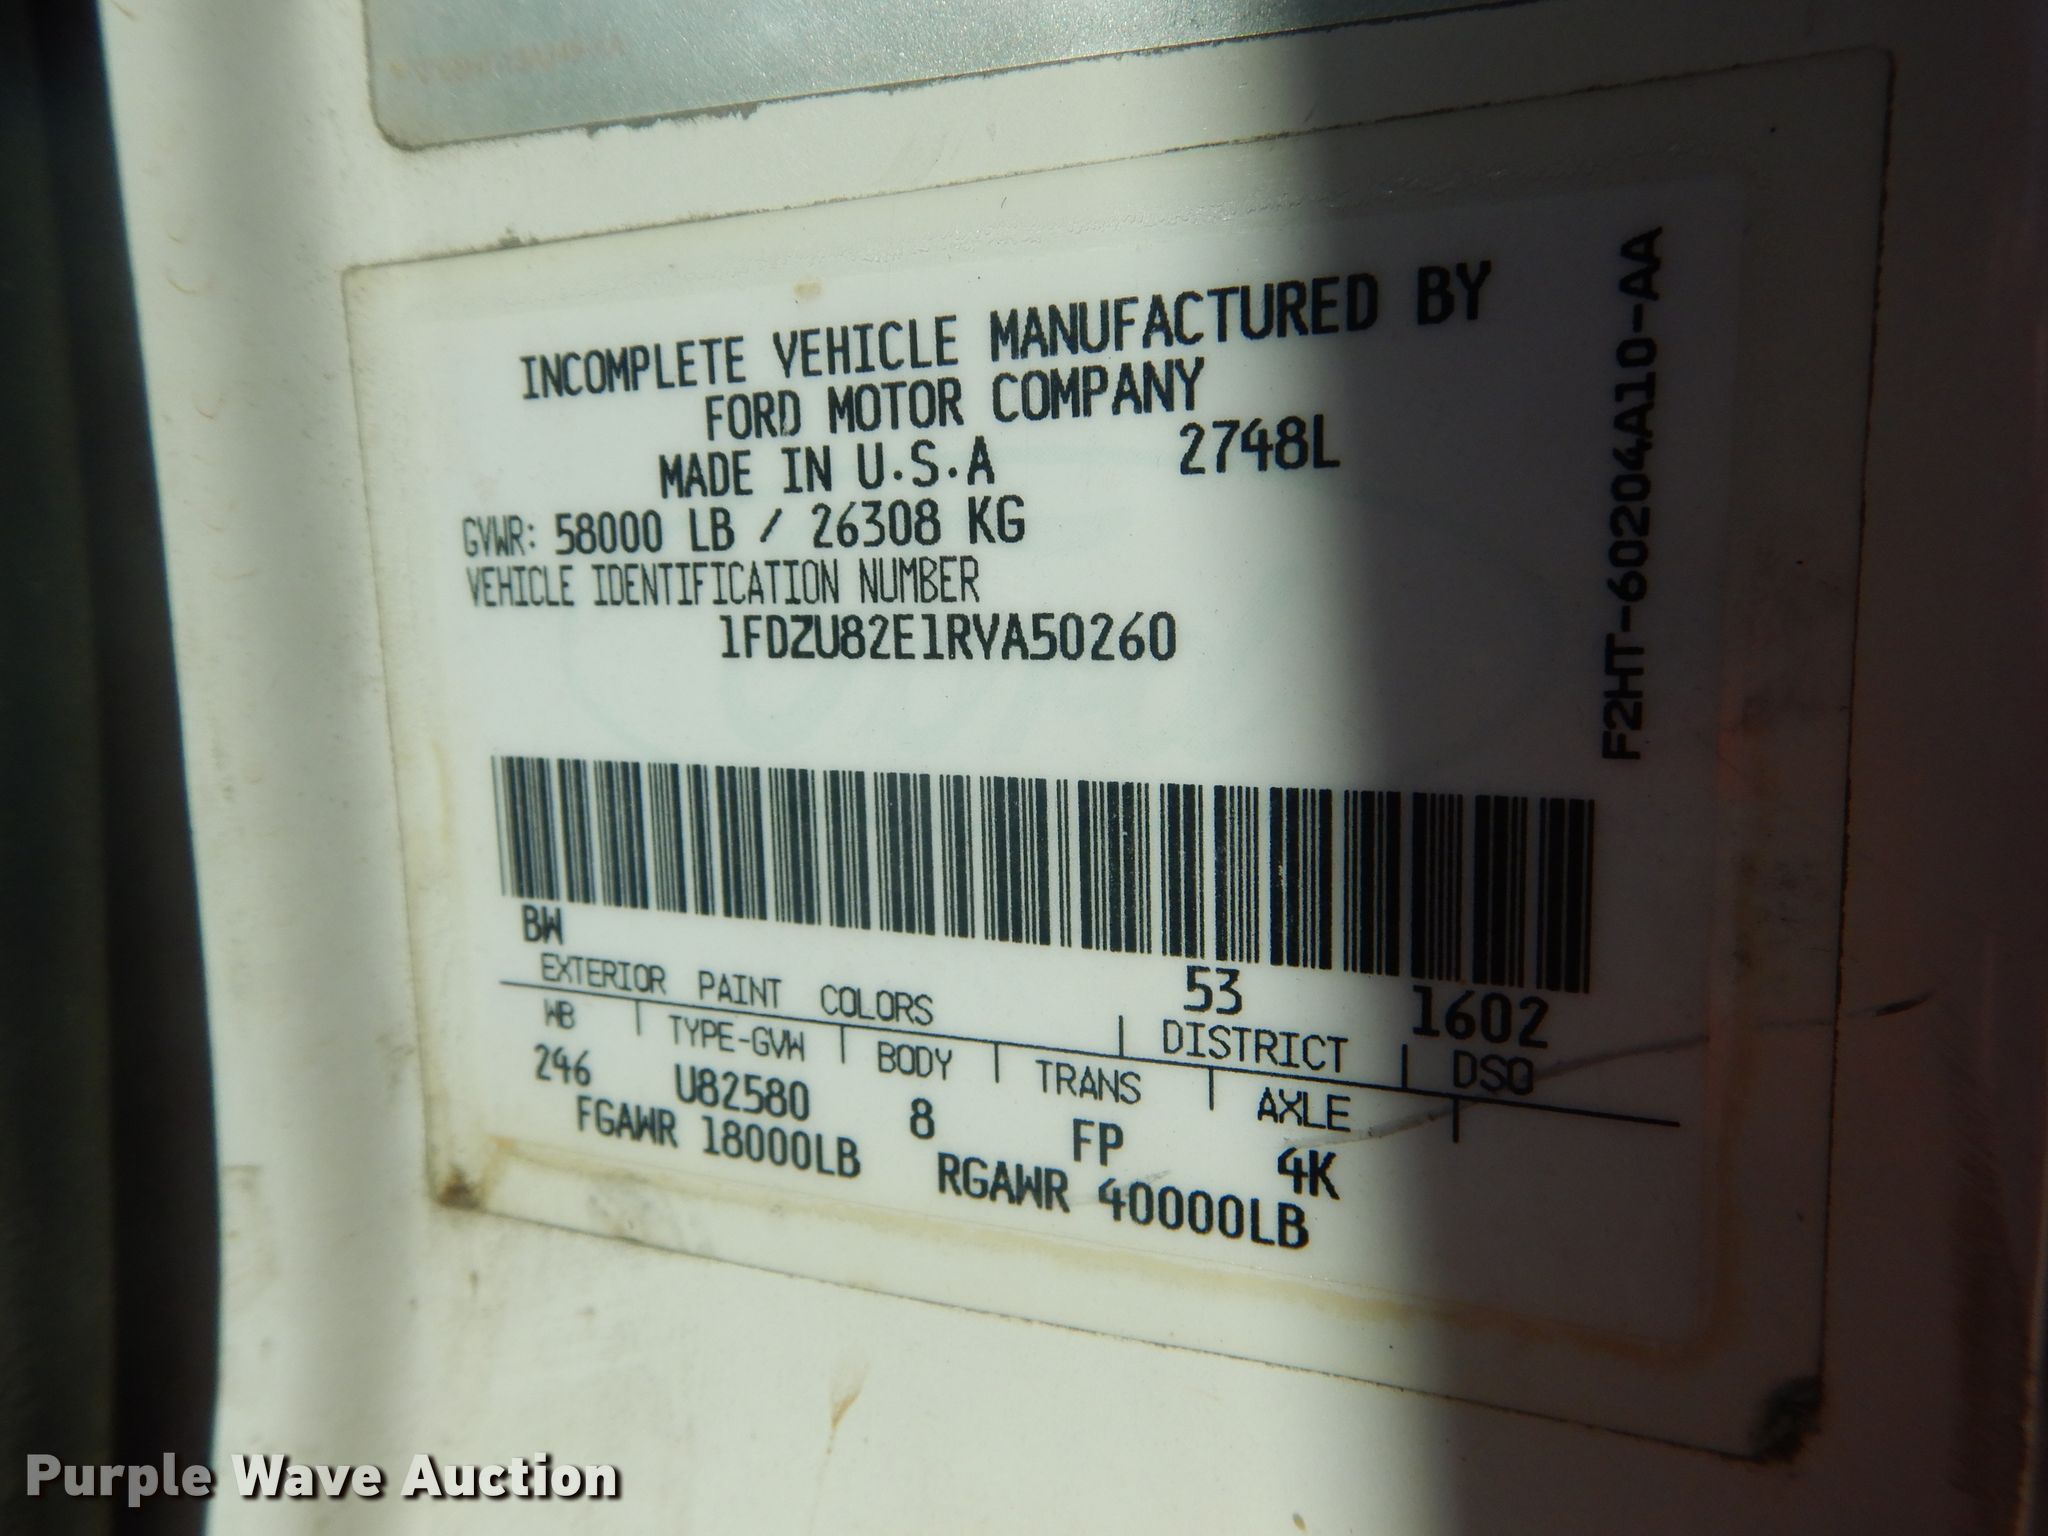 INCOMPLETE VEHICLE MANUFACTURED BY
FORD MOTOR COMPANY
MADE IN U.S.A 2748L
GVWR: 58000 LB / 26308 KG
VEHICLE IDENTIFICATION NUMBER
1FDZU82E1RVA50260
F2HT-60204A10-AA
BW 53 1602
EXTERIOR PAINT COLORS DISTRICT DSO
WB TYPE-GVW BODY TRANS AXLE
246 U82580 8 FP 4K
FGAWR 18000LB RGAWR 40000LB
Purple Wave Auction